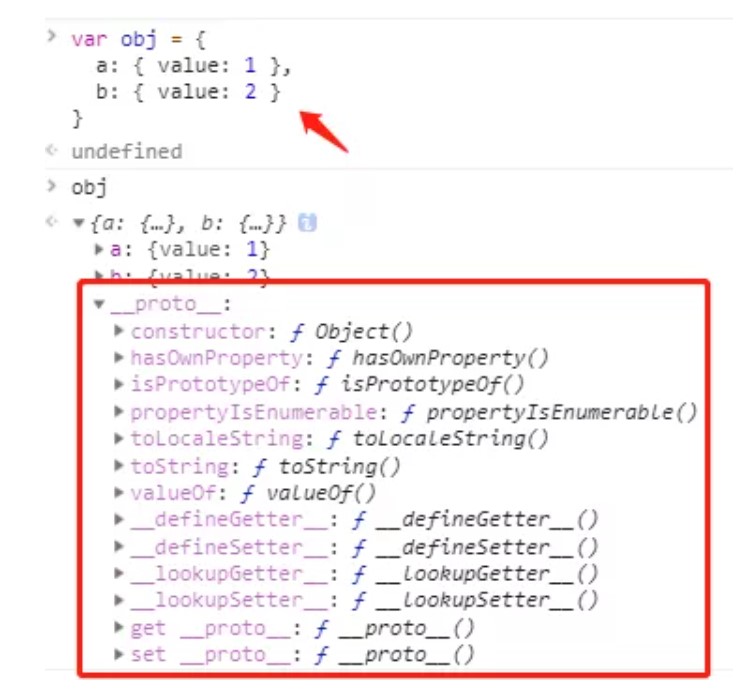 var obj = {
a: { value: 1 },
b: { value: 2 }
}
undefined
obj
{a: {…}, b: {…}}
a: {value: 1}
b: {value: 2}
__proto__:
constructor: ƒ Object()
hasOwnProperty: ƒ hasOwnProperty()
isPrototypeOf: ƒ isPrototypeOf()
propertyIsEnumerable: ƒ propertyIsEnumerable()
toLocaleString: ƒ toLocaleString()
toString: ƒ toString()
valueOf: ƒ valueOf()
__defineGetter__: ƒ __defineGetter__()
__defineSetter__: ƒ __defineSetter__()
__lookupGetter__: ƒ __lookupGetter__()
__lookupSetter__: ƒ __lookupSetter__()
get __proto__: ƒ __proto__()
set __proto__: ƒ __proto__()